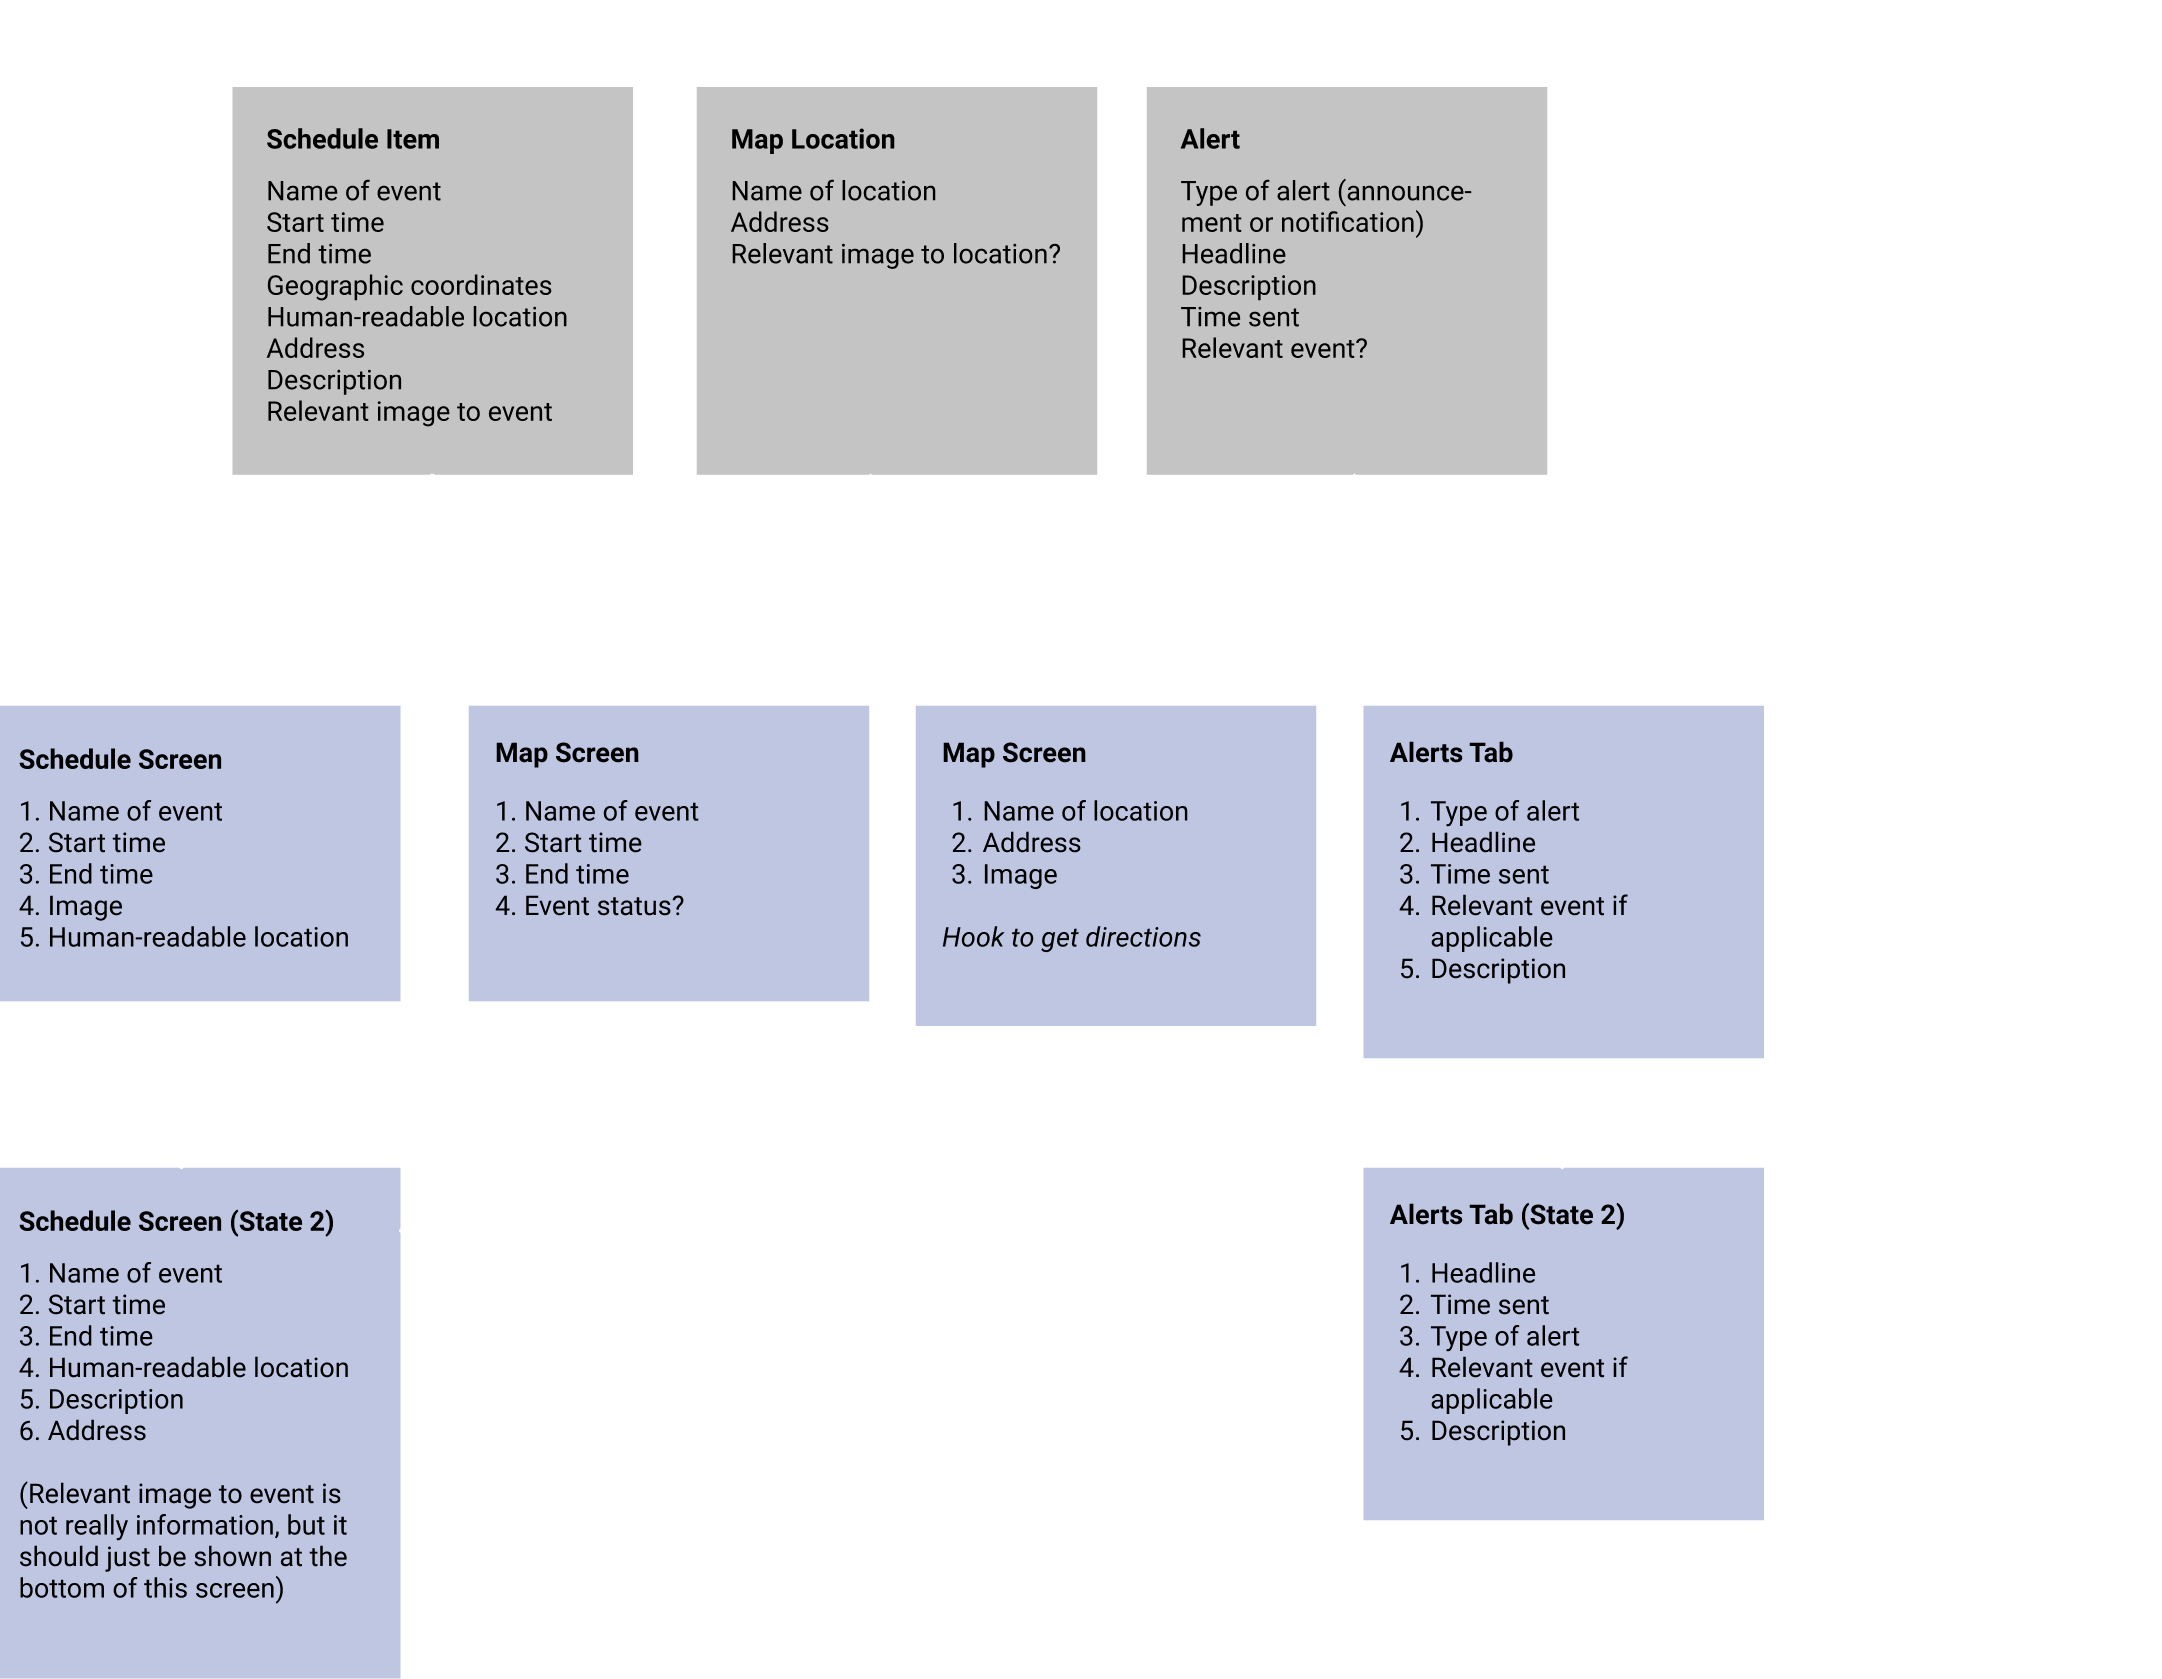 Schedule Item
Name of event
Start time
End time
Geographic coordinates
Human-readable location
Address
Description
Relevant image to event
Map Location
Name of location
Address
Relevant image to location?
Alert
Type of alert (announce-
ment or notification)
Headline
Description
Time sent
Relevant event?
Schedule Screen
1. Name of event
2. Start time
3. End time
4. Image
5. Human-readable location
Map Screen
1. Name of event
2. Start time
3. End time
4. Event status?
Map Screen
1. Name of location
2. Address
3. Image
Hook to get directions
Alerts Tab
1. Type of alert
2. Headline
3. Time sent
4. Relevant event if
applicable
5. Description
Schedule Screen (State 2)
1. Name of event
2. Start time
3. End time
4. Human-readable location
5. Description
6. Address
(Relevant image to event is
not really information, but it
should just be shown at the
bottom of this screen)
Alerts Tab (State 2)
1. Headline
2. Time sent
3. Type of alert
4. Relevant event if
applicable
5. Description